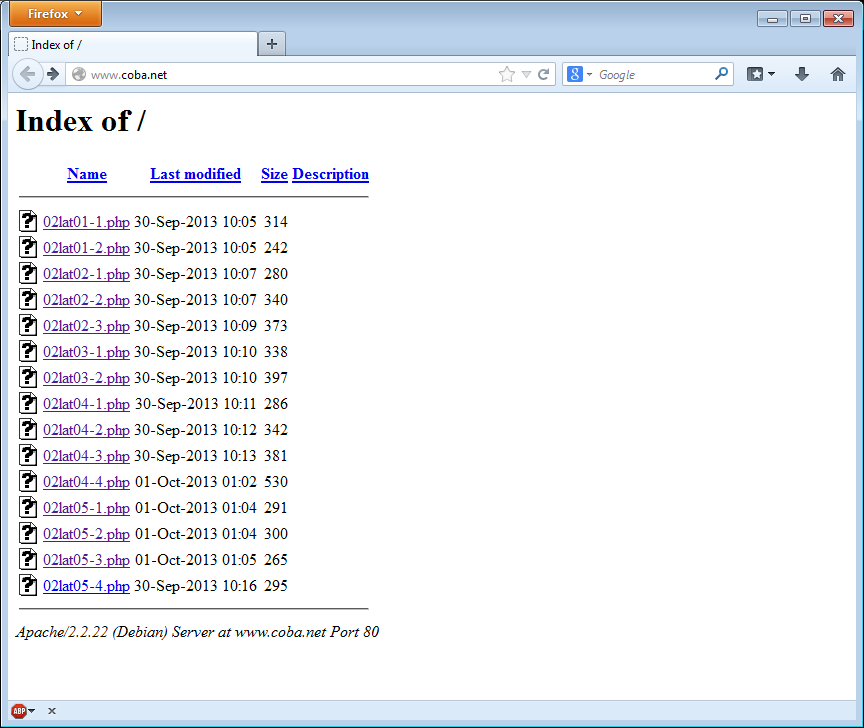 Firefox
Index of /
www.coba.net
Google
Index of /
Name Last modified Size Description
02lat01-1.php 30-Sep-2013 10:05 314
02lat01-2.php 30-Sep-2013 10:05 242
02lat02-1.php 30-Sep-2013 10:07 280
02lat02-2.php 30-Sep-2013 10:07 340
02lat02-3.php 30-Sep-2013 10:09 373
02lat03-1.php 30-Sep-2013 10:10 338
02lat03-2.php 30-Sep-2013 10:10 397
02lat04-1.php 30-Sep-2013 10:11 286
02lat04-2.php 30-Sep-2013 10:12 342
02lat04-3.php 30-Sep-2013 10:13 381
02lat04-4.php 01-Oct-2013 01:02 530
02lat05-1.php 01-Oct-2013 01:04 291
02lat05-2.php 01-Oct-2013 01:04 300
02lat05-3.php 01-Oct-2013 01:05 265
02lat05-4.php 30-Sep-2013 10:16 295
Apache/2.2.22 (Debian) Server at www.coba.net Port 80
ABP